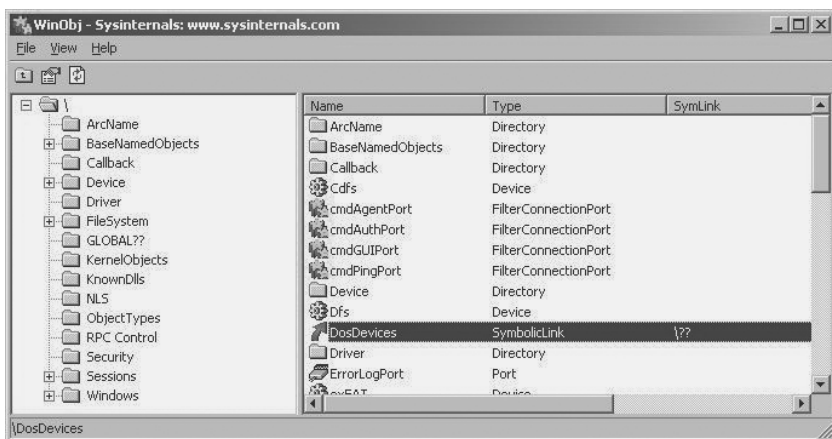 WinObj - Sysinternals: www.sysinternals.com
File View Help
\
ArcName
BaseNamedObjects
Callback
Device
Driver
FileSystem
GLOBAL??
KernelObjects
KnownDlls
NLS
ObjectTypes
RPC Control
Security
Sessions
Windows
Name Type SymLink
ArcName Directory
BaseNamedObjects Directory
Callback Directory
Cdfs Device
cmdAgentPort FilterConnectionPort
cmdAuthPort FilterConnectionPort
cmdGUIPort FilterConnectionPort
cmdPingPort FilterConnectionPort
Device Directory
Dfs Device
DosDevices SymbolicLink \??
Driver Directory
ErrorLogPort Port
\DosDevices